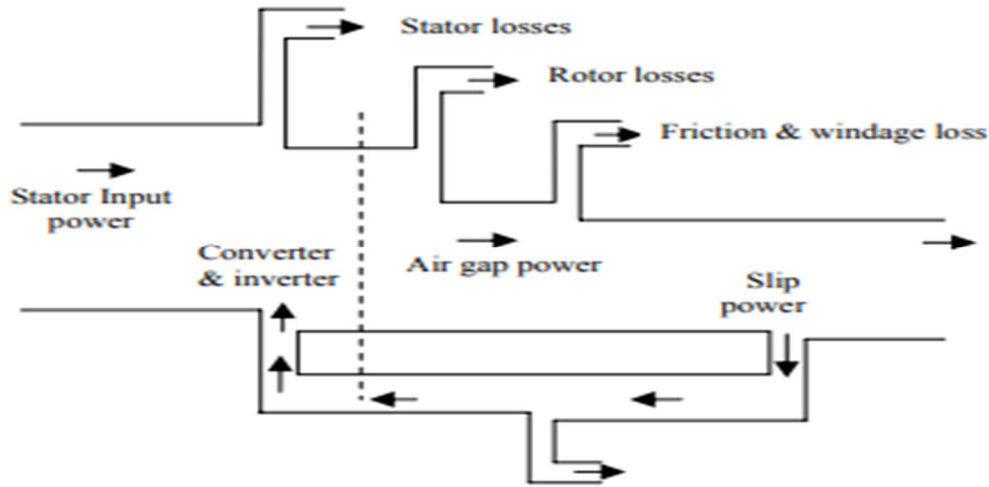 Stator losses
Rotor losses
Friction & windage loss
Stator Input
power
Converter
& inverter
Air gap power
Slip
power